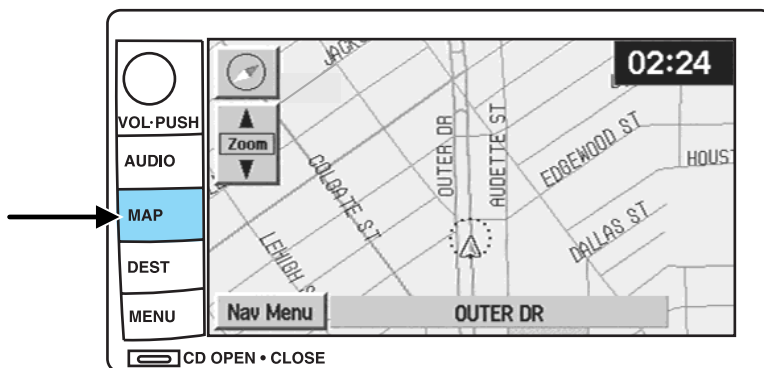 VOL·PUSH
AUDIO
MAP
DEST
MENU
CD OPEN • CLOSE
02:24
Zoom
OUTER DR
AUDETTE ST
EDGEWOOD ST
COLGATE ST
DALLAS ST
Nav Menu
OUTER DR